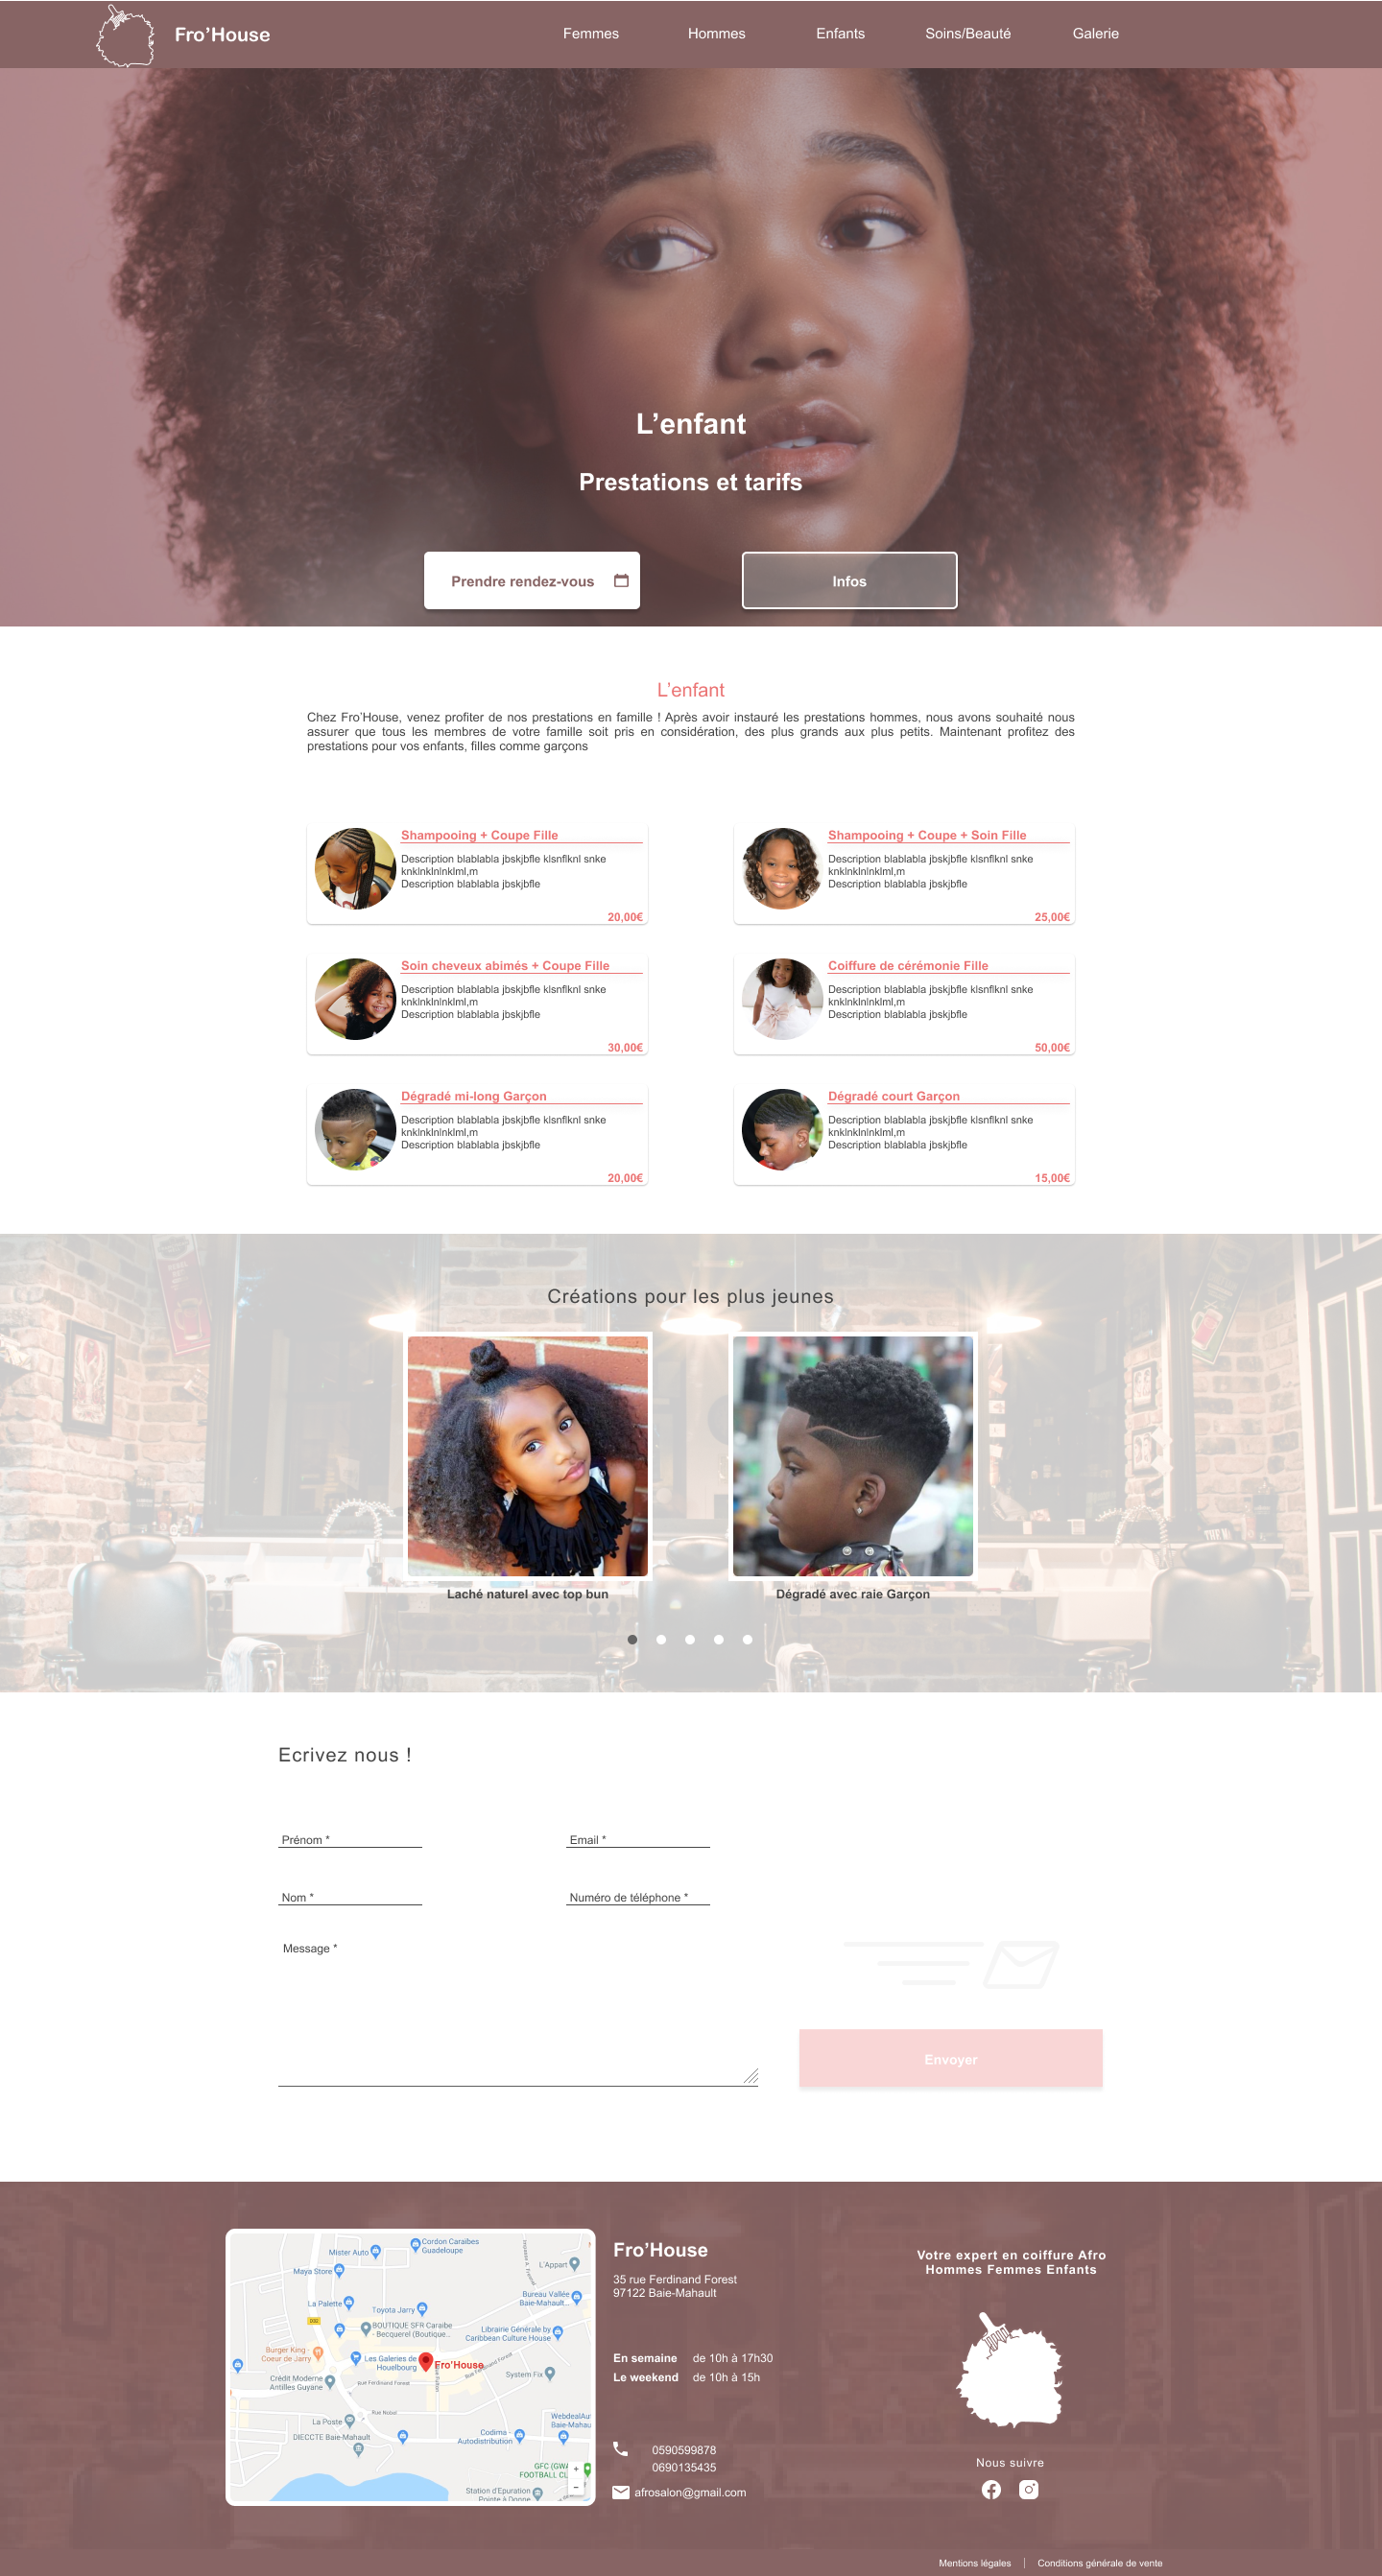 Fro’House
Femmes
Hommes
Enfants
Soins/Beauté
Galerie
L’enfant
Prestations et tarifs
Prendre rendez-vous
Infos
L’enfant
Chez Fro’House, venez profiter de nos prestations en famille ! Après avoir instauré les prestations hommes, nous avons souhaité nous
assurer que tous les membres de votre famille soit pris en considération, des plus grands aux plus petits. Maintenant profitez des
prestations pour vos enfants, filles comme garçons
Shampooing + Coupe Fille
Description blablabla jbskjbfle klsnflknl snke
knklnklnlnklml,m
Description blablabla jbskjbfle
20,00€
Shampooing + Coupe + Soin Fille
Description blablabla jbskjbfle klsnflknl snke
knklnklnlnklml,m
Description blablabla jbskjbfle
25,00€
Soin cheveux abimés + Coupe Fille
Description blablabla jbskjbfle klsnflknl snke
knklnklnlnklml,m
Description blablabla jbskjbfle
30,00€
Coiffure de cérémonie Fille
Description blablabla jbskjbfle klsnflknl snke
knklnklnlnklml,m
Description blablabla jbskjbfle
50,00€
Dégradé mi-long Garçon
Description blablabla jbskjbfle klsnflknl snke
knklnklnlnklml,m
Description blablabla jbskjbfle
20,00€
Dégradé court Garçon
Description blablabla jbskjbfle klsnflknl snke
knklnklnlnklml,m
Description blablabla jbskjbfle
15,00€
Créations pour les plus jeunes
Laché naturel avec top bun
Dégradé avec raie Garçon
Ecrivez nous !
Prénom *
Email *
Nom *
Numéro de téléphone *
Message *
Envoyer
Cordon Caraibes
Guadeloupe
Mister Auto
Maya Store
L'Appart
La Palette
Bureau Vallée
Baie-Mahault...
Toyota Jarry
BOUTIQUE SFR Caraibe
- Becquerel (Boutique...
Librairie Générale by
Caribbean Culture House
Burger King -
Coeur de Jarry
Les Galeries de
Houelbourg
Fro'House
Rue Ferdinand Forest
System Fix
Crédit Moderne
Antilles Guyane
Rue Ferdinand Forest
La Poste
DIECCTE Baie-Mahault
Codima -
Autodistribution
WebdealAu
Baie-Mahau
GFC (GWA
FOOTBALL CL
Station d'Epuration
Pointe à Donne
+
-
Fro’House
35 rue Ferdinand Forest
97122 Baie-Mahault
En semaine de 10h à 17h30
Le weekend de 10h à 15h
0590599878
0690135435
afrosalon@gmail.com
Votre expert en coiffure Afro
Hommes Femmes Enfants
Nous suivre
Mentions légales | Conditions générale de vente